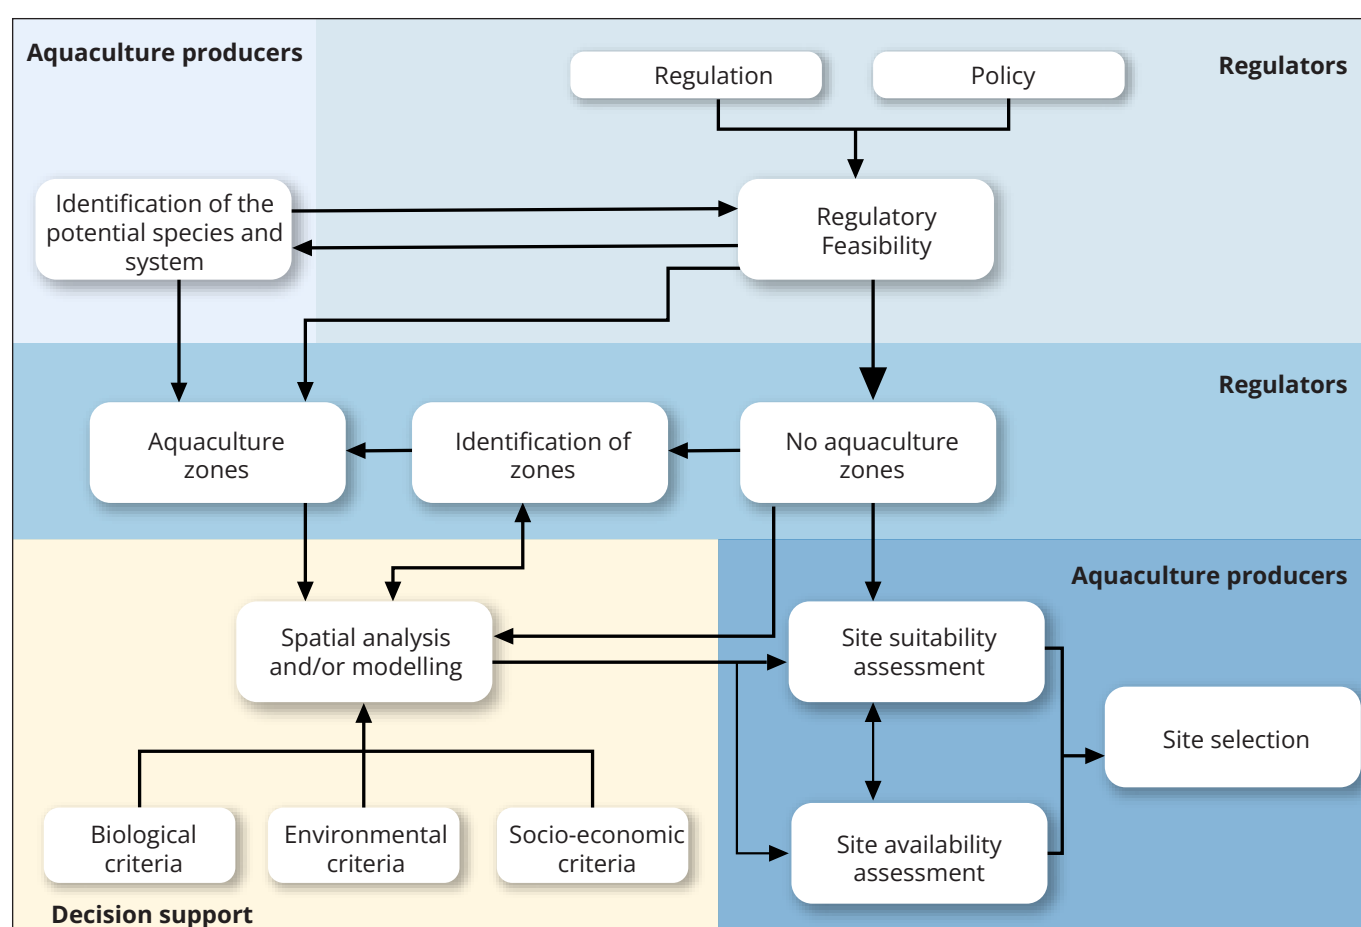 Aquaculture producers
Regulators
Regulation
Policy
Identification of the
potential species and
system
Regulatory
Feasibility
Regulators
Aquaculture
zones
Identification of
zones
No aquaculture
zones
Aquaculture producers
Spatial analysis
and/or modelling
Site suitability
assessment
Site selection
Biological
criteria
Environmental
criteria
Socio-economic
criteria
Site availability
assessment
Decision support